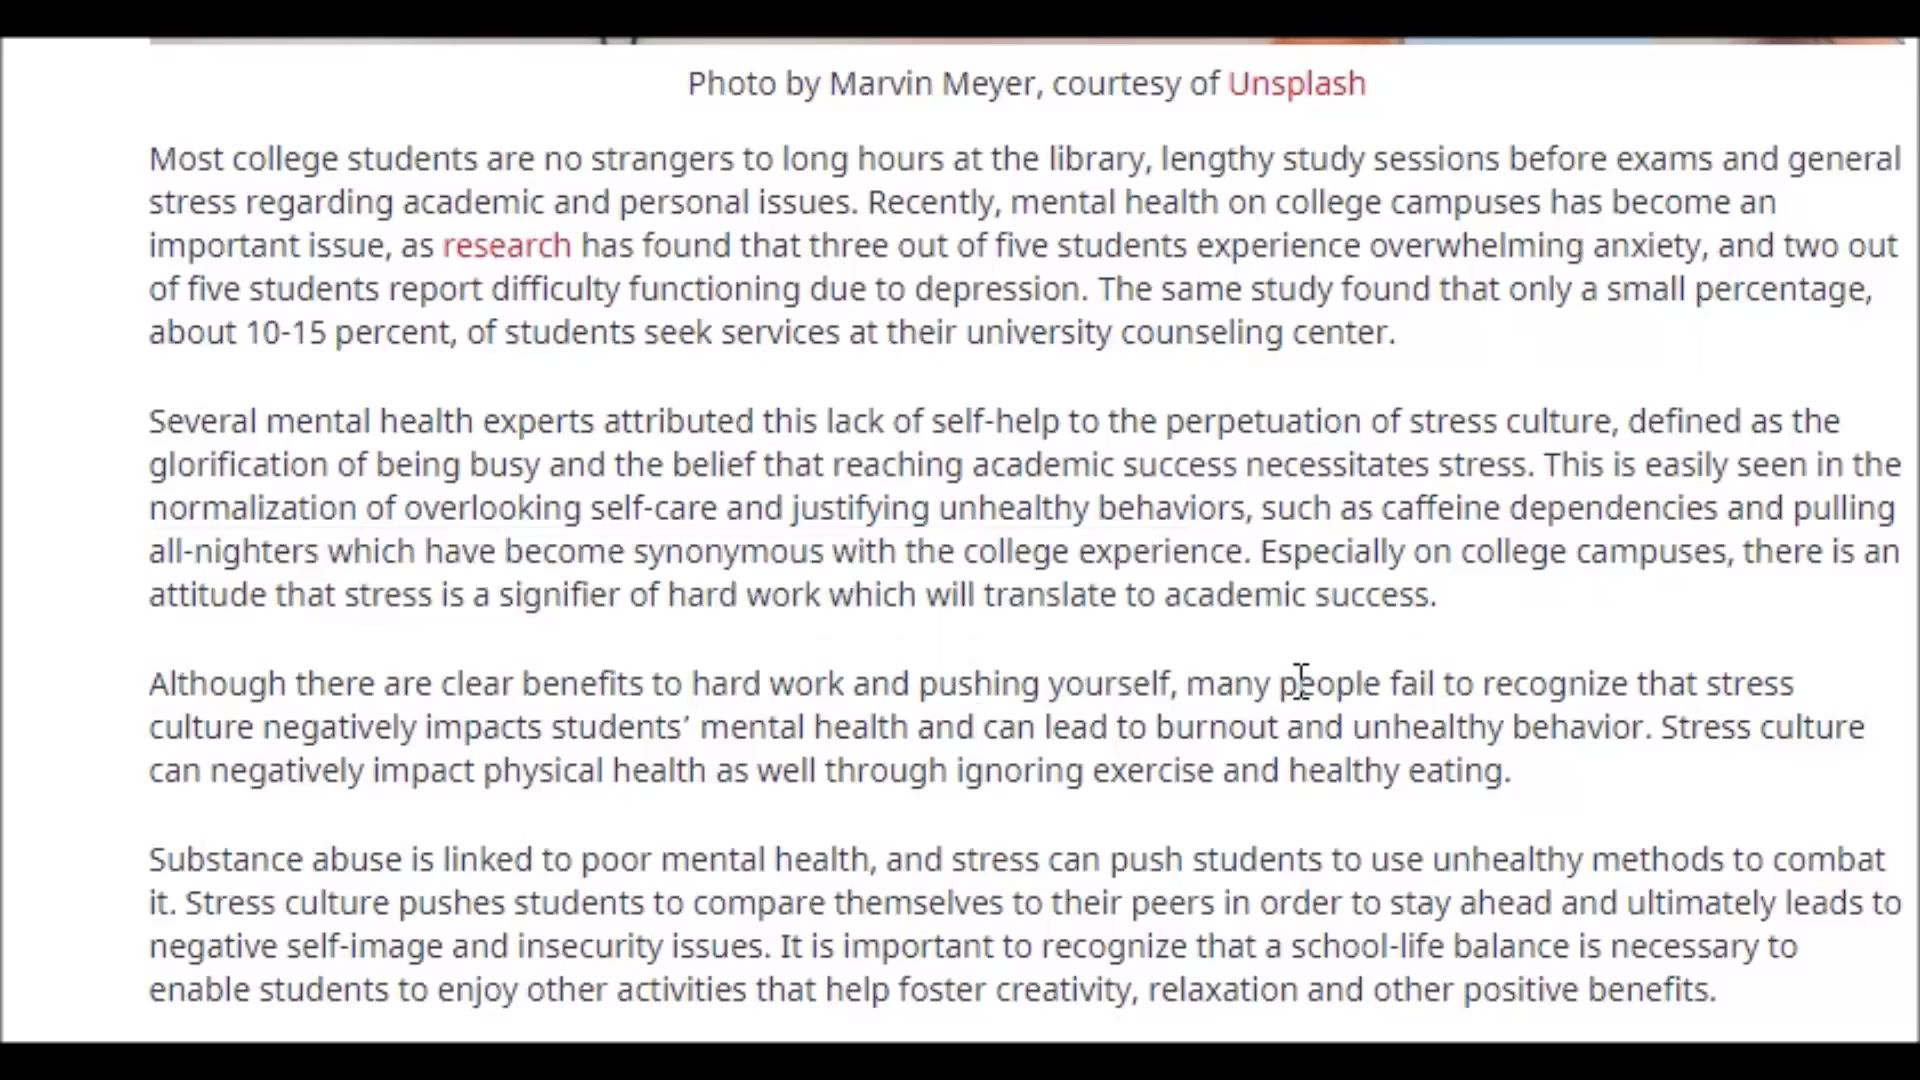 Photo by Marvin Meyer, courtesy of Unsplash
Most college students are no strangers to long hours at the library, lengthy study sessions before exams and general
stress regarding academic and personal issues. Recently, mental health on college campuses has become an
important issue, as research has found that three out of five students experience overwhelming anxiety, and two out
of five students report difficulty functioning due to depression. The same study found that only a small percentage,
about 10-15 percent, of students seek services at their university counseling center.
Several mental health experts attributed this lack of self-help to the perpetuation of stress culture, defined as the
glorification of being busy and the belief that reaching academic success necessitates stress. This is easily seen in the
normalization of overlooking self-care and justifying unhealthy behaviors, such as caffeine dependencies and pulling
all-nighters which have become synonymous with the college experience. Especially on college campuses, there is an
attitude that stress is a signifier of hard work which will translate to academic success.
Although there are clear benefits to hard work and pushing yourself, many people fail to recognize that stress
culture negatively impacts students’ mental health and can lead to burnout and unhealthy behavior. Stress culture
can negatively impact physical health as well through ignoring exercise and healthy eating.
Substance abuse is linked to poor mental health, and stress can push students to use unhealthy methods to combat
it. Stress culture pushes students to compare themselves to their peers in order to stay ahead and ultimately leads to
negative self-image and insecurity issues. It is important to recognize that a school-life balance is necessary to
enable students to enjoy other activities that help foster creativity, relaxation and other positive benefits.